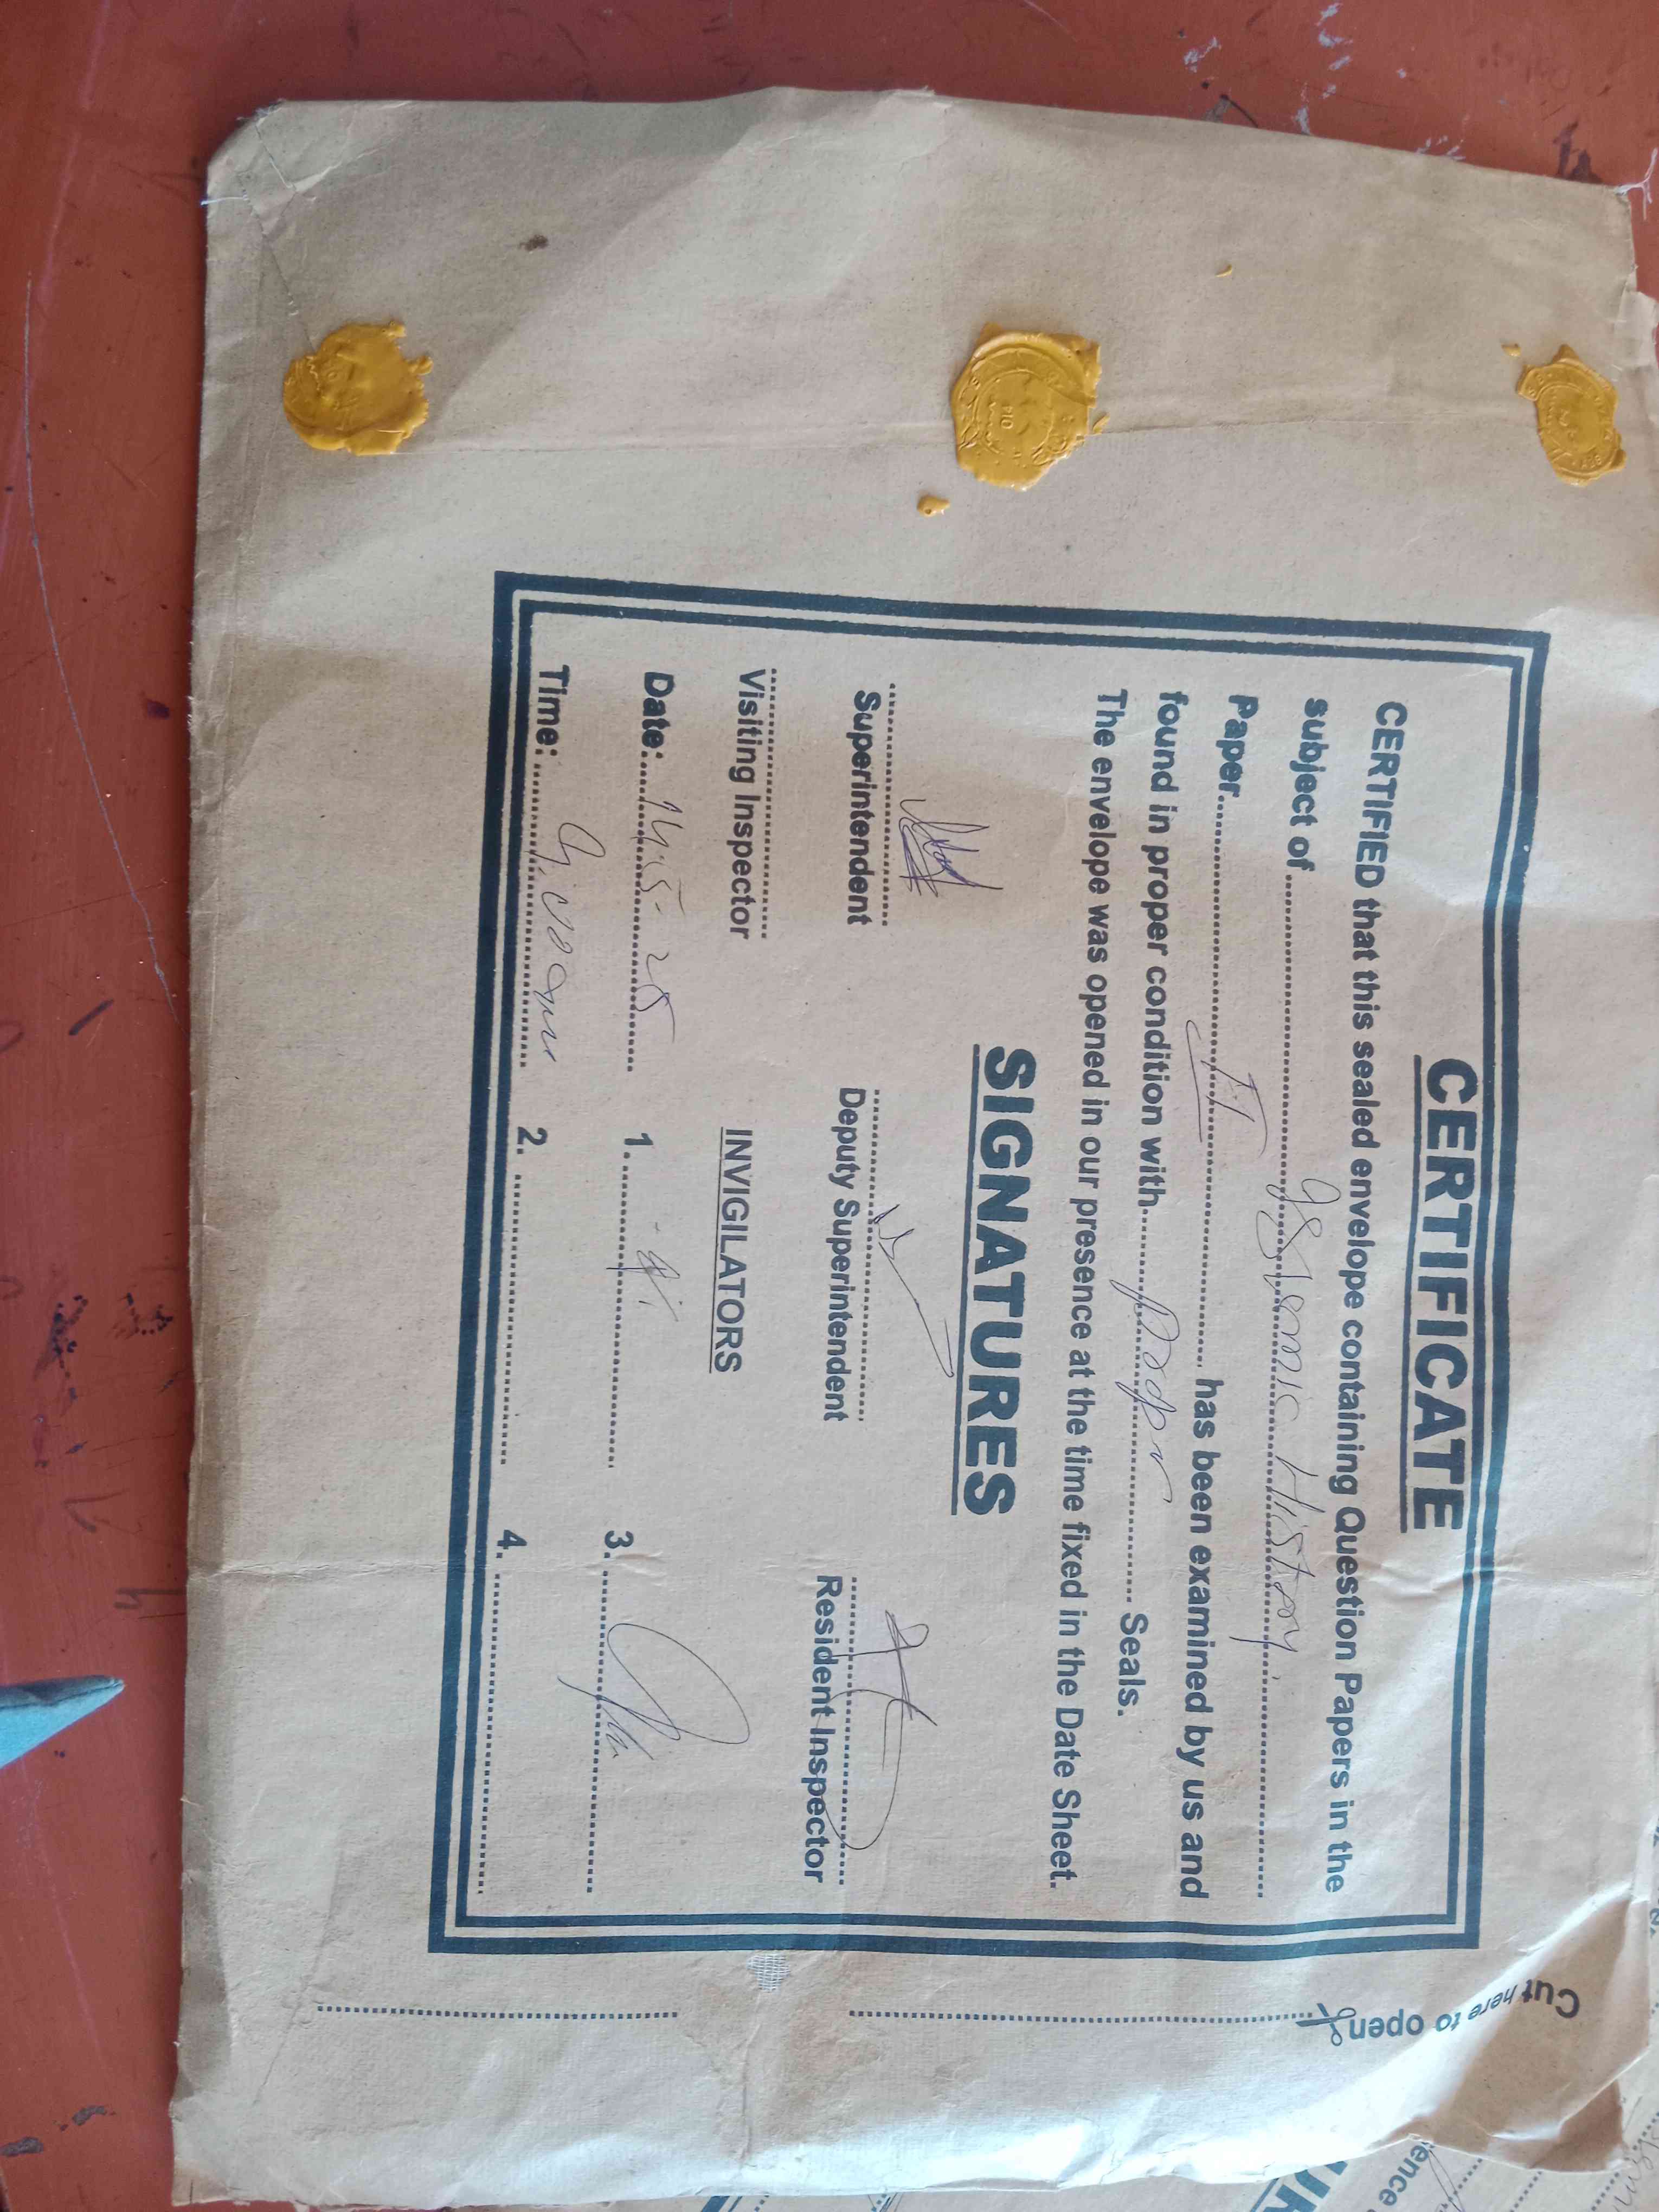 CERTIFICATE
CERTIFIED that this sealed envelope containing Question Papers in the
subject of Islamic History
Paper II has been examined by us and
found in proper condition with proper Seals.
The envelope was opened in our presence at the time fixed in the Date Sheet.
SIGNATURES
Superintendent Deputy Superintendent Resident Inspector
Visiting Inspector INVIGILATORS
Date: 14-5-25 1. 3.
Time: 2. 4.
Cut here to open